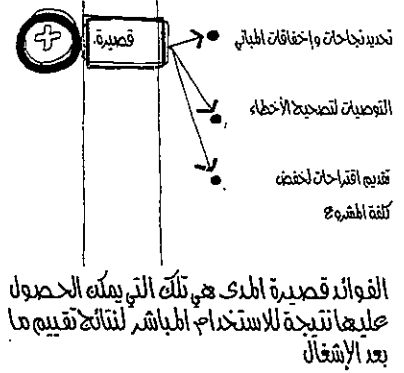 قصيرة.
تحديد نجاحات وإخفاقات المباني
التوصيات لتصحيح الأخطاء
تقديم اقتراحات لخفض
كلفة المشروع
الفوائد قصيرة المدى هي تلك التي يمكن الحصول
عليها نتيجة للاستخدام المباشر لنتائج تقييم ما
بعد الإشغال